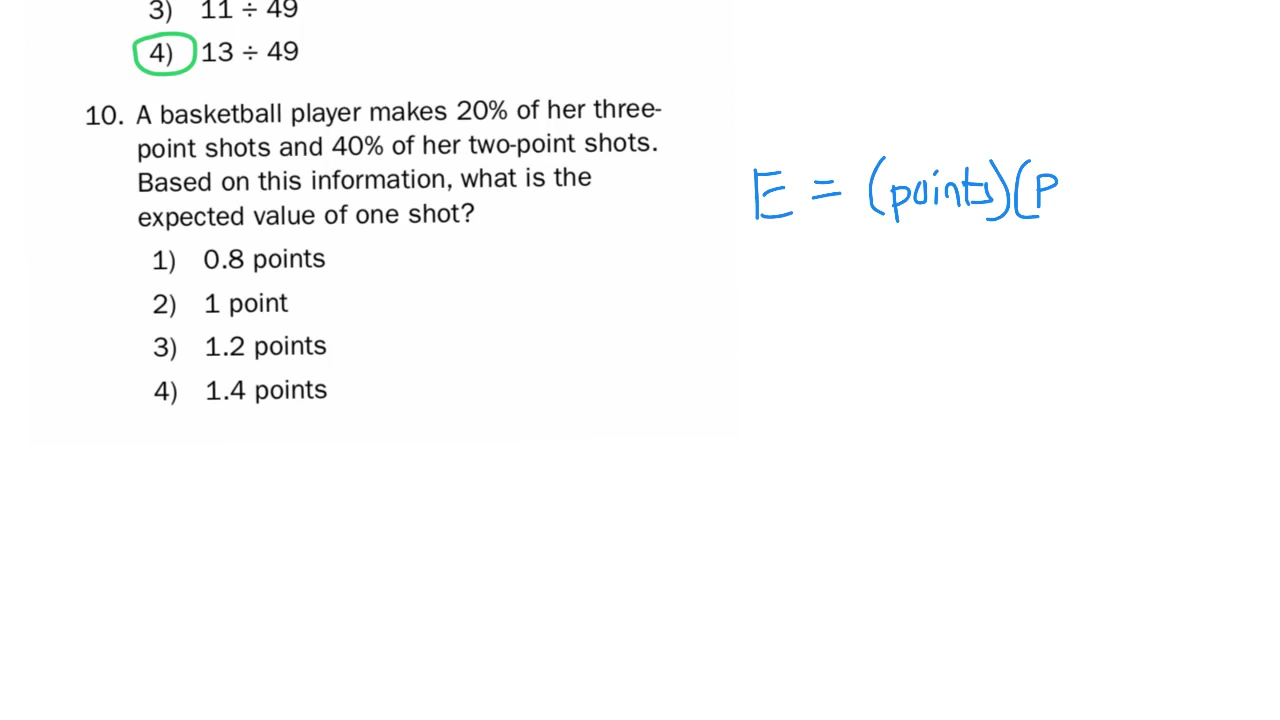 3) 11 ÷ 49
4) 13 ÷ 49
10. A basketball player makes 20% of her three-
point shots and 40% of her two-point shots.
Based on this information, what is the
expected value of one shot?
E = (points)(P
1) 0.8 points
2) 1 point
3) 1.2 points
4) 1.4 points